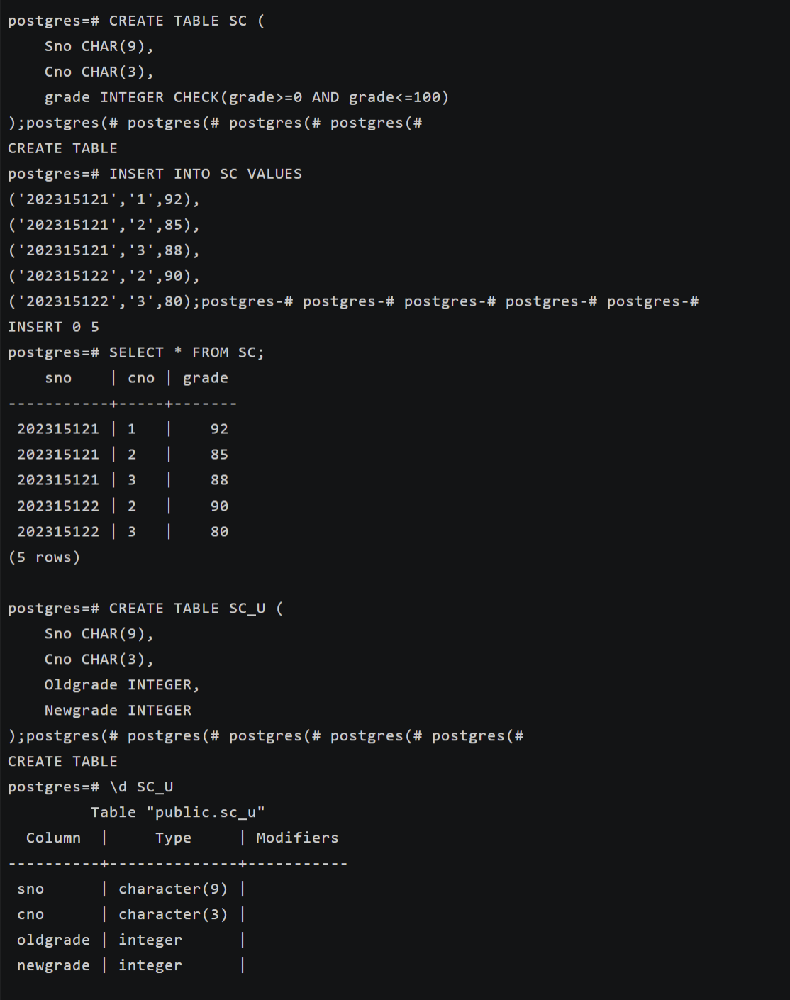 postgres=# CREATE TABLE SC (
    Sno CHAR(9),
    Cno CHAR(3),
    grade INTEGER CHECK(grade>=0 AND grade<=100)
);postgres(# postgres(# postgres(# postgres(#
CREATE TABLE
postgres=# INSERT INTO SC VALUES
('202315121','1',92),
('202315121','2',85),
('202315121','3',88),
('202315122','2',90),
('202315122','3',80);postgres-# postgres-# postgres-# postgres-# postgres-#
INSERT 0 5
postgres=# SELECT * FROM SC;
    sno    | cno | grade
-----------+-----+-------
 202315121 | 1   |    92
 202315121 | 2   |    85
 202315121 | 3   |    88
 202315122 | 2   |    90
 202315122 | 3   |    80
(5 rows)

postgres=# CREATE TABLE SC_U (
    Sno CHAR(9),
    Cno CHAR(3),
    Oldgrade INTEGER,
    Newgrade INTEGER
);postgres(# postgres(# postgres(# postgres(# postgres(#
CREATE TABLE
postgres=# \d SC_U
         Table "public.sc_u"
  Column  |     Type     | Modifiers
----------+--------------+-----------
 sno      | character(9) |
 cno      | character(3) |
 oldgrade | integer      |
 newgrade | integer      |